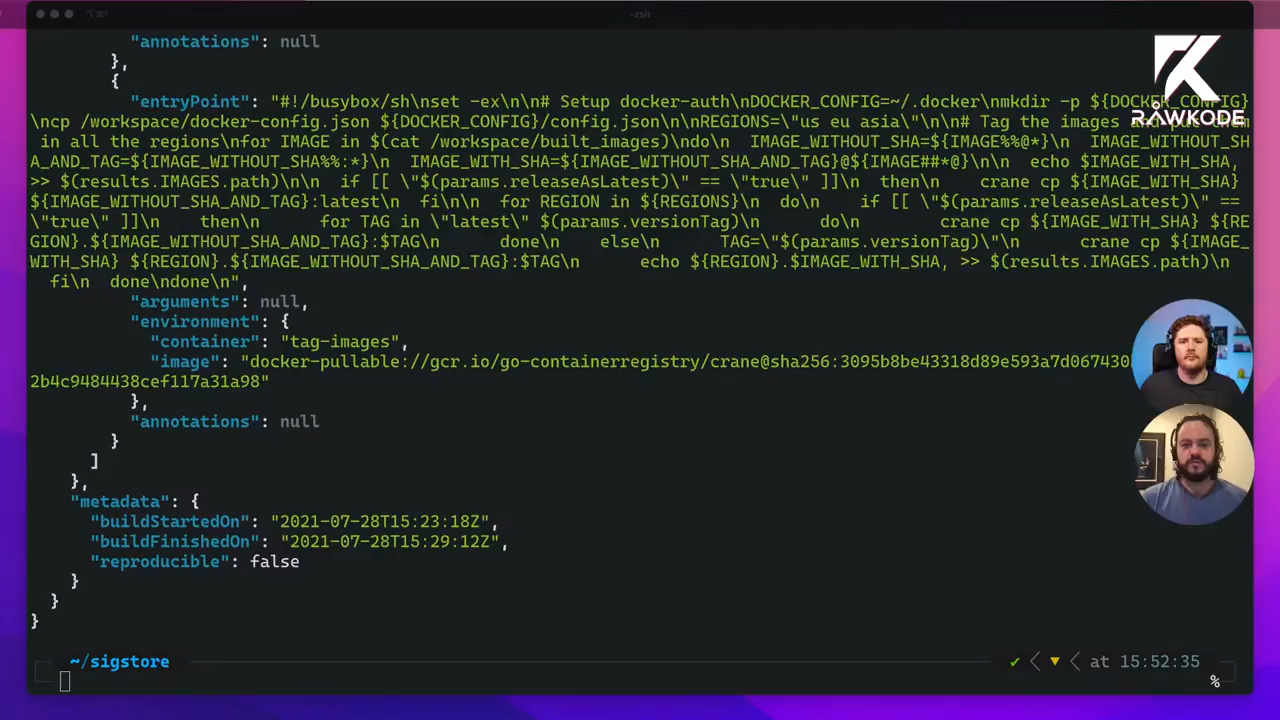 -zsh
"annotations": null
},
{
"entryPoint": "#!/busybox/sh\nset -ex\n\n# Setup docker-auth\nDOCKER_CONFIG=~/.docker\nmkdir -p ${DOCKER_CONFIG}
\ncp /workspace/docker-config.json ${DOCKER_CONFIG}/config.json\n\nREGIONS=\"us eu asia\"\n\n# Tag the images
in all the regions\nfor IMAGE in $(cat /workspace/built_images)\ndo\n  IMAGE_WITHOUT_SHA=${IMAGE%%@*}\n  IMAGE_WITHOUT_SH
A_AND_TAG=${IMAGE_WITHOUT_SHA%%:*}\n  IMAGE_WITH_SHA=${IMAGE_WITHOUT_SHA_AND_TAG}@${IMAGE##*@}\n\n  echo $IMAGE_WITH_SHA,
>> $(results.IMAGES.path)\n\n  if [[ \"$(params.releaseAsLatest)\" == \"true\" ]]\n  then\n    crane cp ${IMAGE_WITH_SHA}
${IMAGE_WITHOUT_SHA_AND_TAG}:latest\n  fi\n\n  for REGION in ${REGIONS}\n  do\n    if [[ \"$(params.releaseAsLatest)\" ==
\"true\" ]]\n    then\n      for TAG in \"latest\" $(params.versionTag)\n      do\n        crane cp ${IMAGE_WITH_SHA} ${RE
GION}.${IMAGE_WITHOUT_SHA_AND_TAG}:$TAG\n      done\n    else\n      TAG=\"$(params.versionTag)\"\n      crane cp ${IMAGE_
WITH_SHA} ${REGION}.${IMAGE_WITHOUT_SHA_AND_TAG}:$TAG\n      echo ${REGION}.$IMAGE_WITH_SHA, >> $(results.IMAGES.path)\n
fi\n  done\ndone\n",
"arguments": null,
"environment": {
"container": "tag-images",
"image": "docker-pullable://gcr.io/go-containerregistry/crane@sha256:3095b8be43318d89e593a7d067430
2b4c9484438cef117a31a98"
},
"annotations": null
}
]
},
"metadata": {
"buildStartedOn": "2021-07-28T15:23:18Z",
"buildFinishedOn": "2021-07-28T15:29:12Z",
"reproducible": false
}
}
}
~/sigstore
✔ at 15:52:35
%
RAWKODE